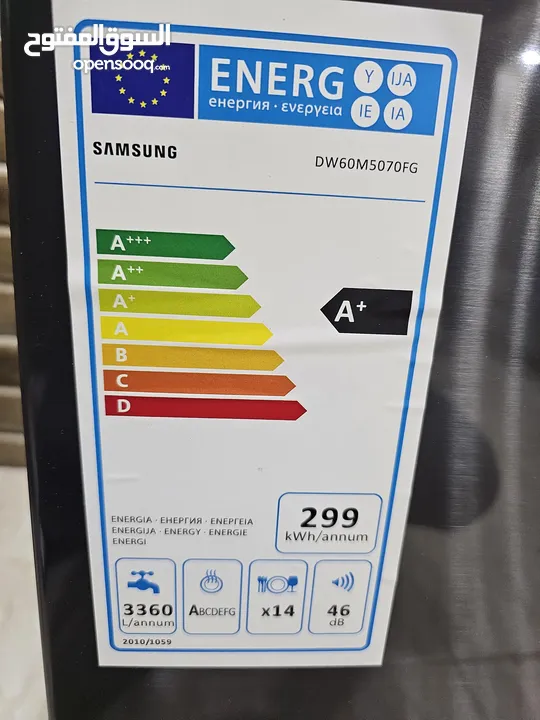 السوق المفتوح
opensooq.com
ENERG
Y IJA
IE IA
енергия · ενεργεια
SAMSUNG
DW60M5070FG
A+++
A++
A+
A
B
C
D
A+
ENERGIA · ЕНЕРГИЯ · ΕΝΕΡΓΕΙΑ
ENERGIJA · ENERGY · ENERGIE
ENERGI
299
kWh/annum
3360
L/annum
ABCDEFG
x14
46
dB
2010/1059